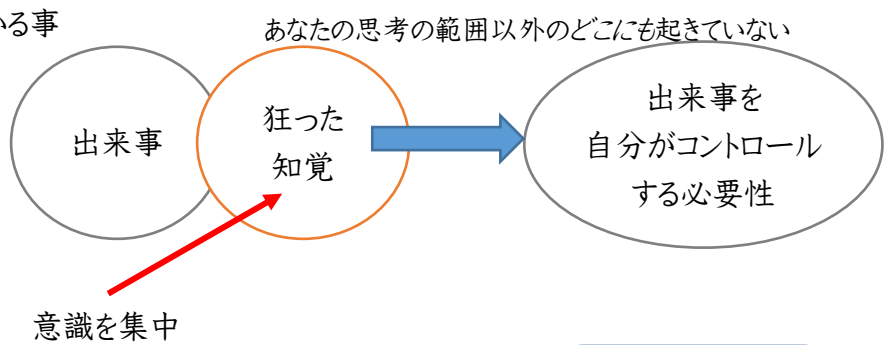 いる事
あなたの思考の範囲以外のどこにも起きていない
出来事
狂った
知覚
出来事を
自分がコントロール
する必要性
意識を集中